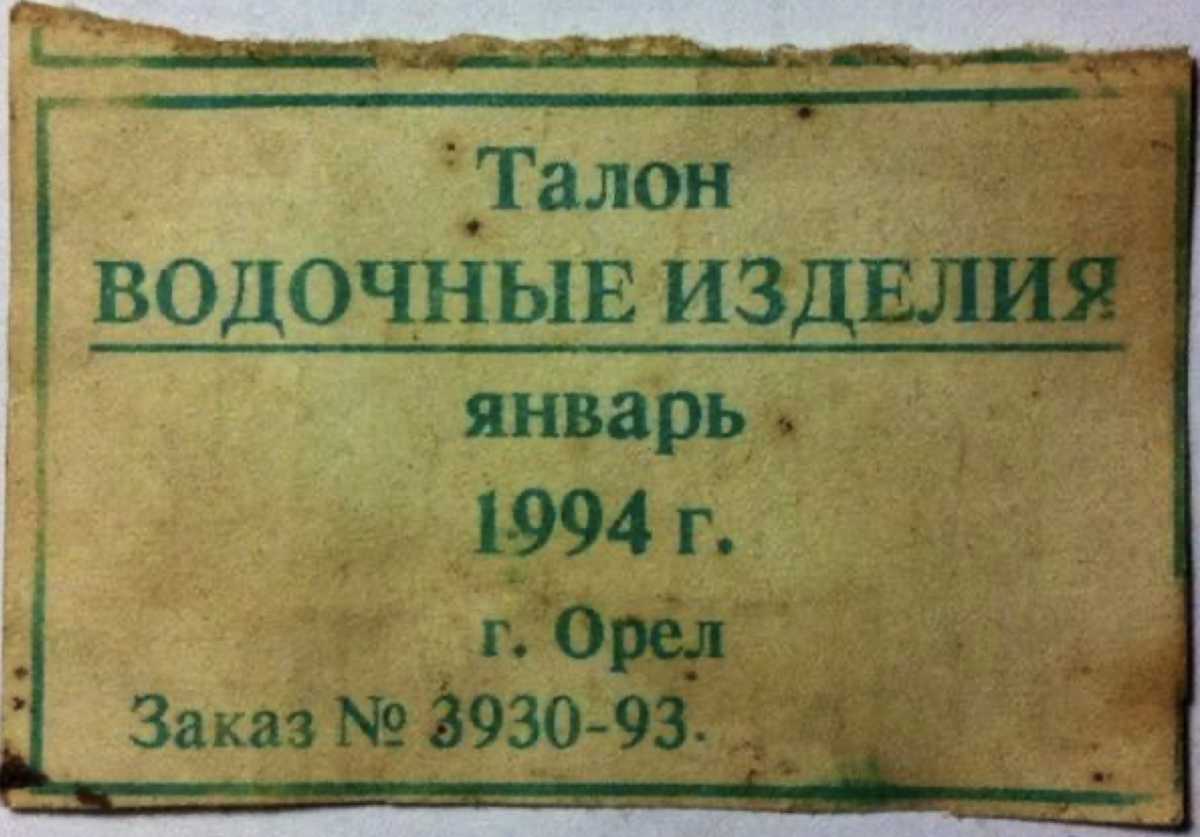 Талон
ВОДОЧНЫЕ ИЗДЕЛИЯ
январь
1994 г.
г. Орел
Заказ № 3930-93.